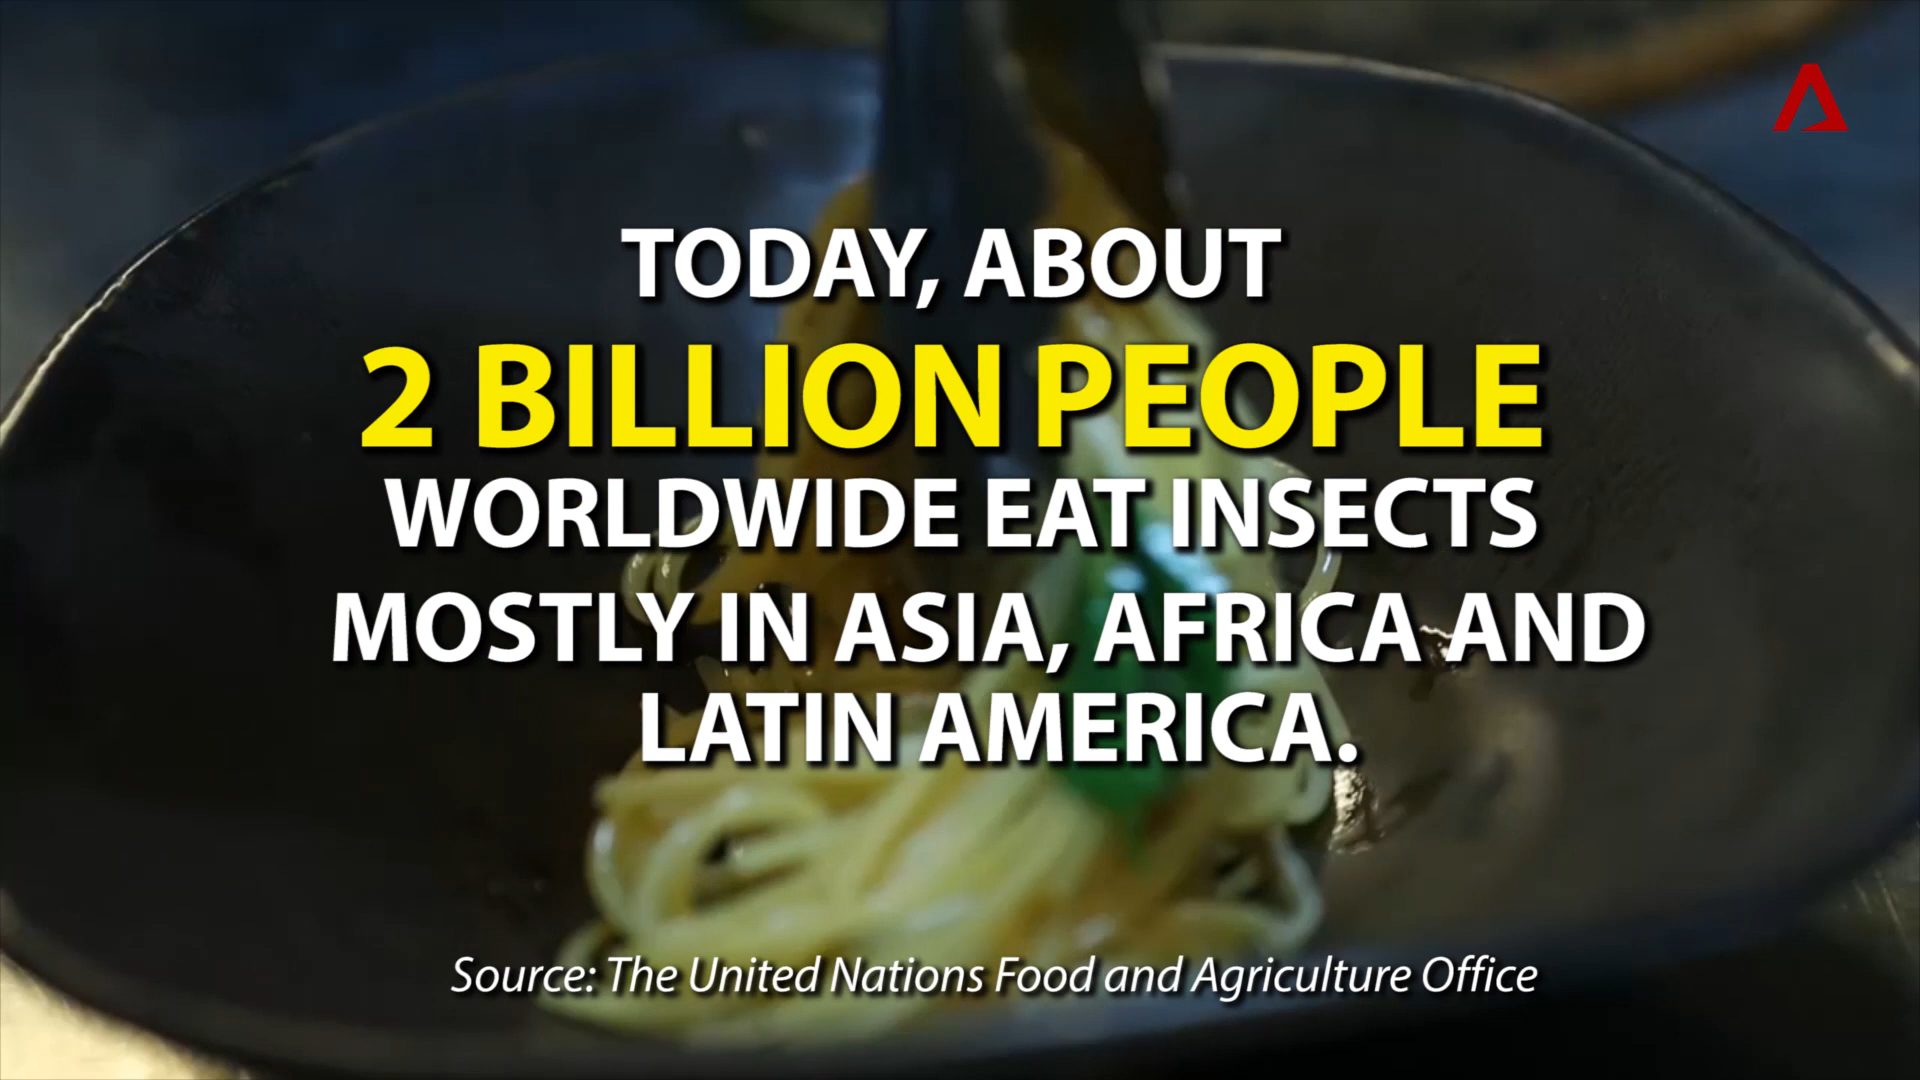 TODAY, ABOUT
2 BILLION PEOPLE
WORLDWIDE EAT INSECTS
MOSTLY IN ASIA, AFRICA AND
LATIN AMERICA.
Source: The United Nations Food and Agriculture Office